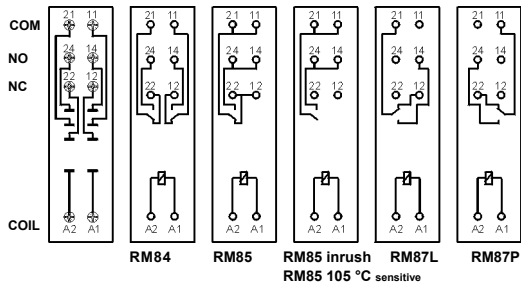 COM 21 11 21 11 21 11 21 11 21 11 21 11
NO 24 14 24 14 24 14 24 14 24 14 24 14
NC 22 12 22 12 22 12 22 12 22 12 22 12
COIL A2 A1 A2 A1 A2 A1 A2 A1 A2 A1 A2 A1
RM84 RM85 RM85 inrush RM87L RM87P
RM85 105 °C sensitive